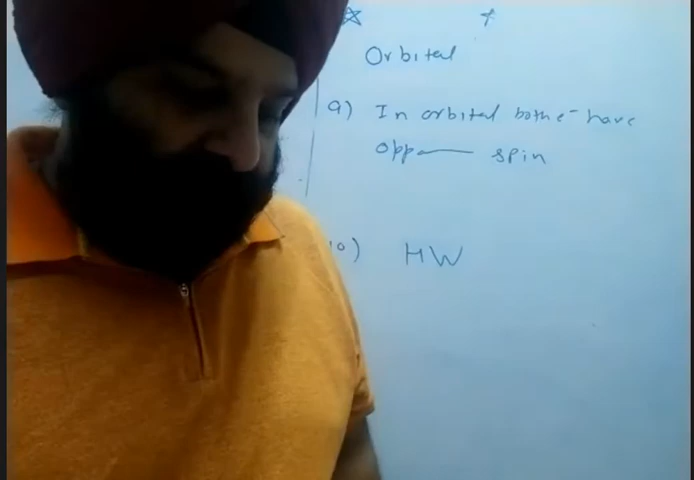 Orbital
9) In orbital both e- have
opp—— spin
10) HW